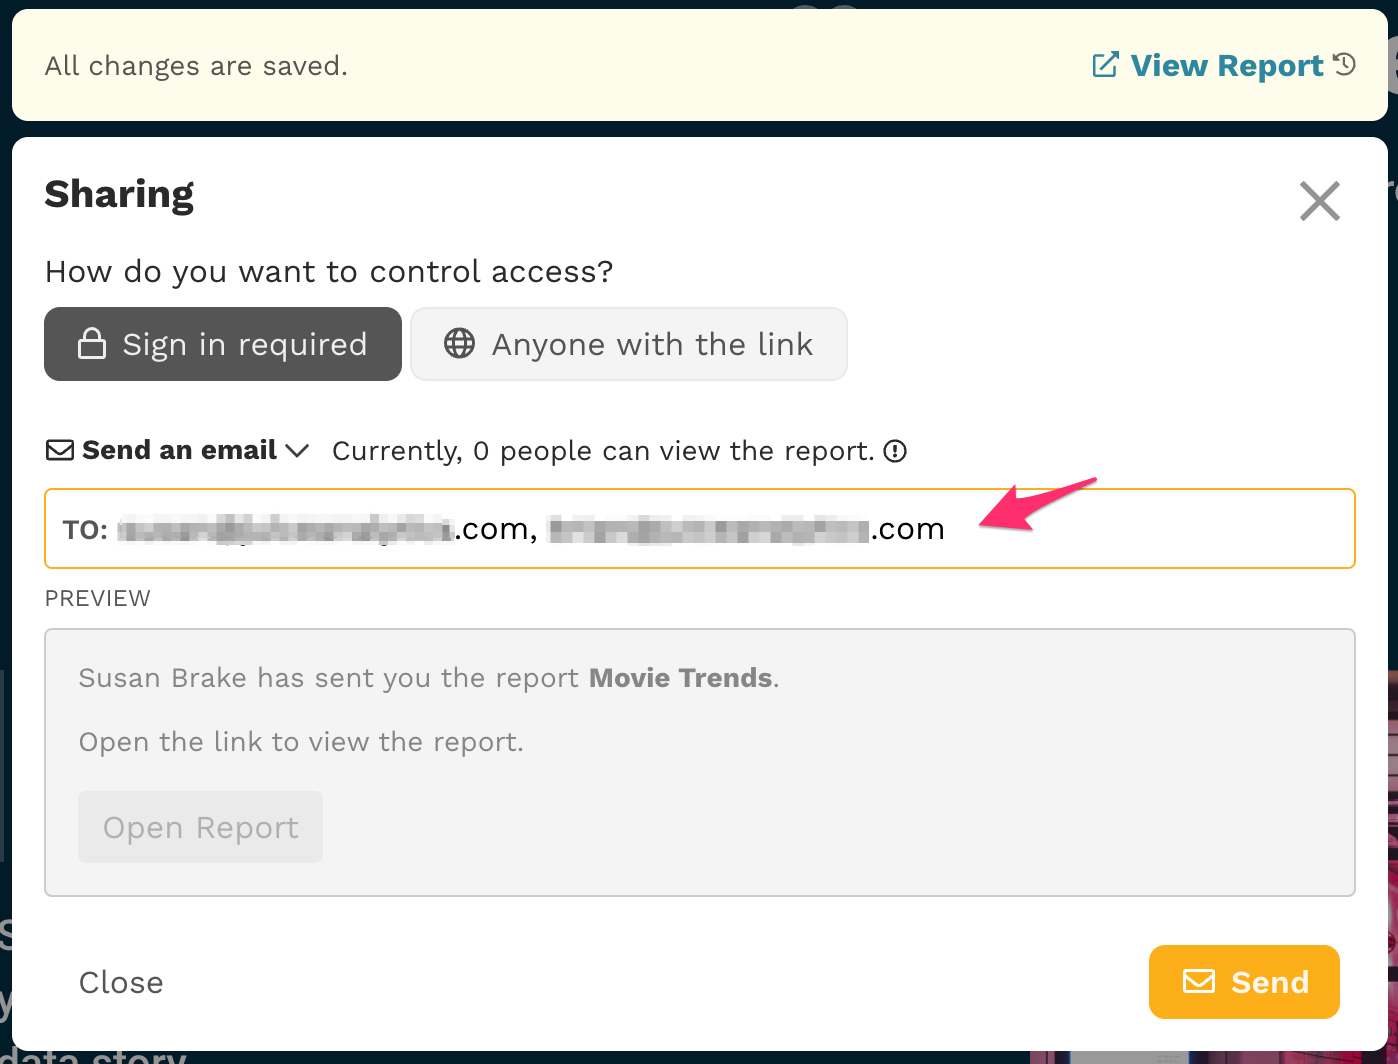 All changes are saved.
View Report
Sharing
How do you want to control access?
Sign in required
Anyone with the link
Send an email
Currently, 0 people can view the report.
TO: .com, .com
PREVIEW
Susan Brake has sent you the report Movie Trends.
Open the link to view the report.
Open Report
Close
Send
data story